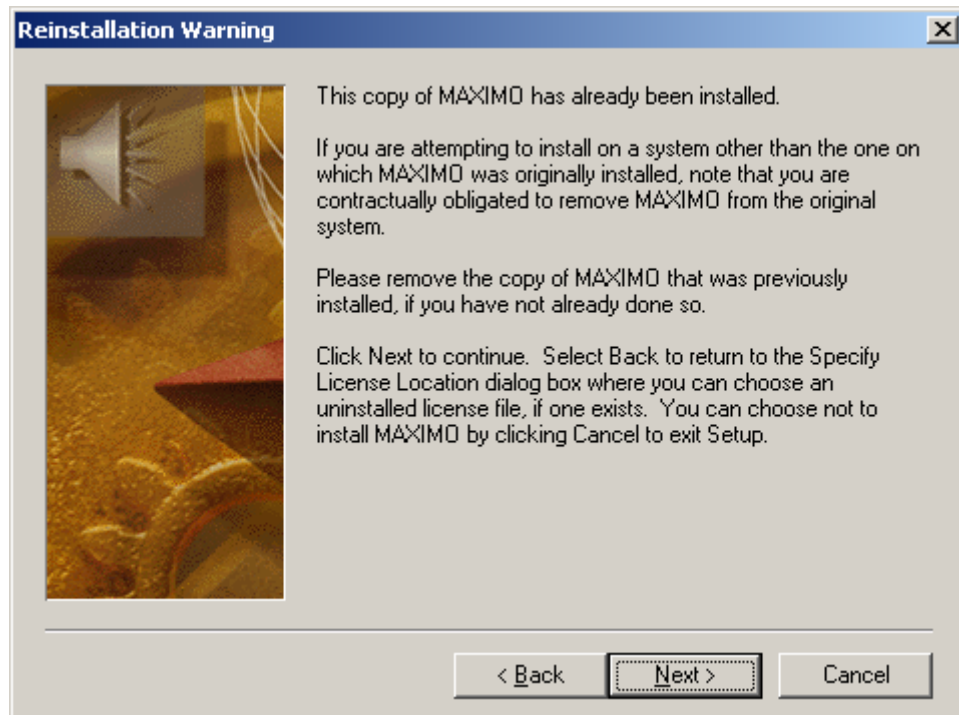 Reinstallation Warning
This copy of MAXIMO has already been installed.
If you are attempting to install on a system other than the one on
which MAXIMO was originally installed, note that you are
contractually obligated to remove MAXIMO from the original
system.
Please remove the copy of MAXIMO that was previously
installed, if you have not already done so.
Click Next to continue.  Select Back to return to the Specify
License Location dialog box where you can choose an
uninstalled license file, if one exists.  You can choose not to
install MAXIMO by clicking Cancel to exit Setup.
< Back
Next >
Cancel